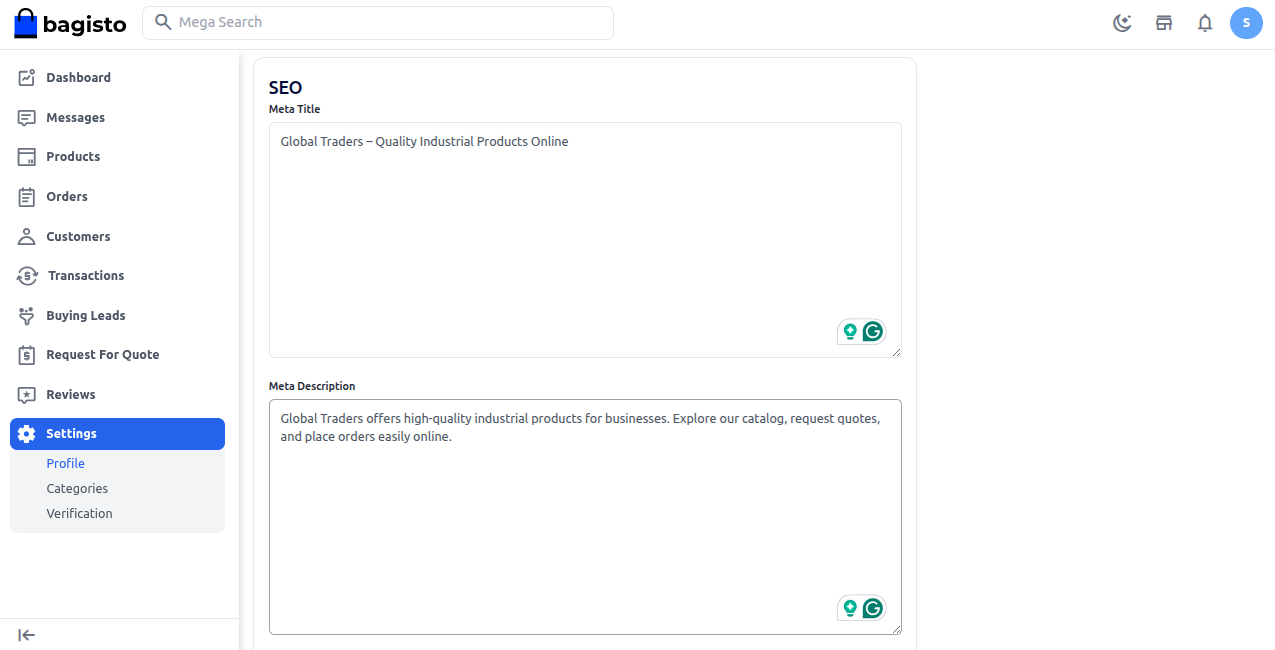 bagisto
Mega Search
S
Dashboard
Messages
Products
Orders
Customers
Transactions
Buying Leads
Request For Quote
Reviews
Settings
Profile
Categories
Verification
SEO
Meta Title
Global Traders – Quality Industrial Products Online
Meta Description
Global Traders offers high-quality industrial products for businesses. Explore our catalog, request quotes,
and place orders easily online.